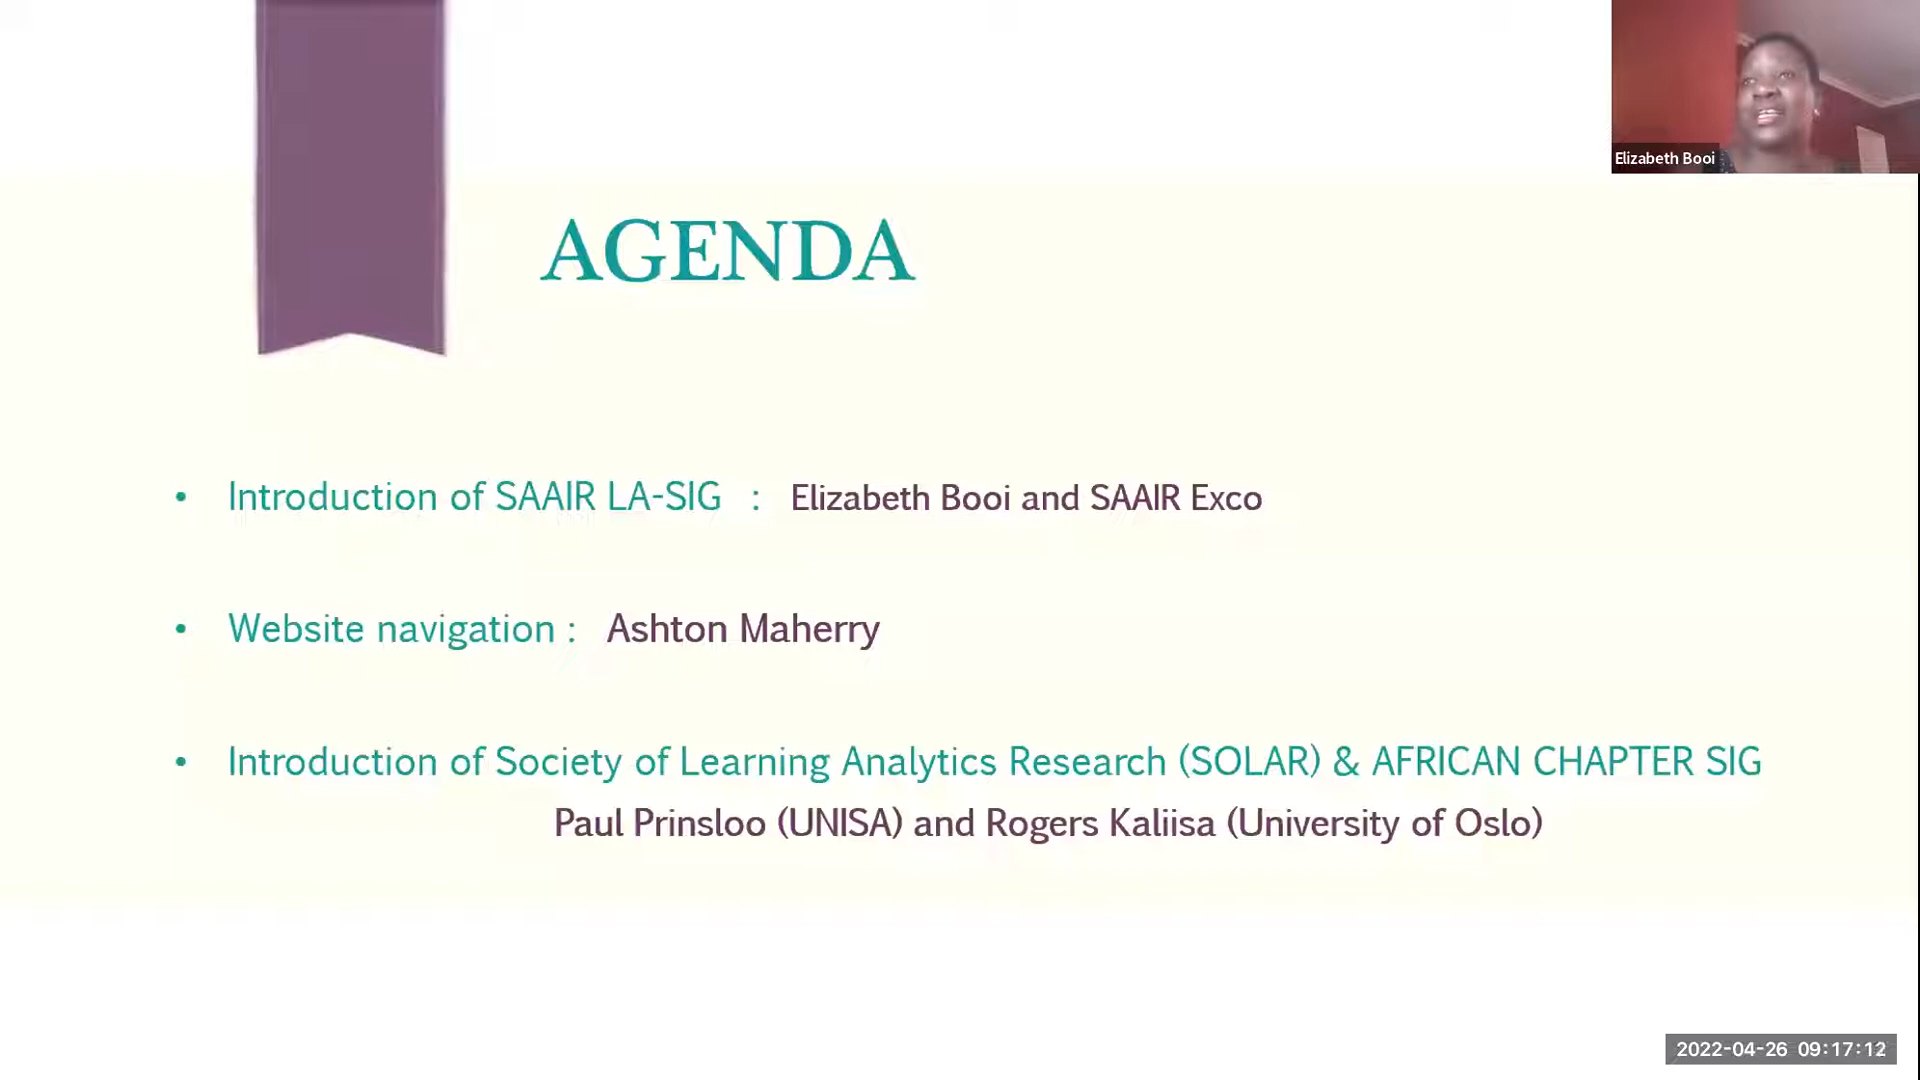 Elizabeth Booi
AGENDA
• Introduction of SAAIR LA-SIG : Elizabeth Booi and SAAIR Exco
• Website navigation : Ashton Maherry
• Introduction of Society of Learning Analytics Research (SOLAR) & AFRICAN CHAPTER SIG
Paul Prinsloo (UNISA) and Rogers Kaliisa (University of Oslo)
2022-04-26 09:17:12